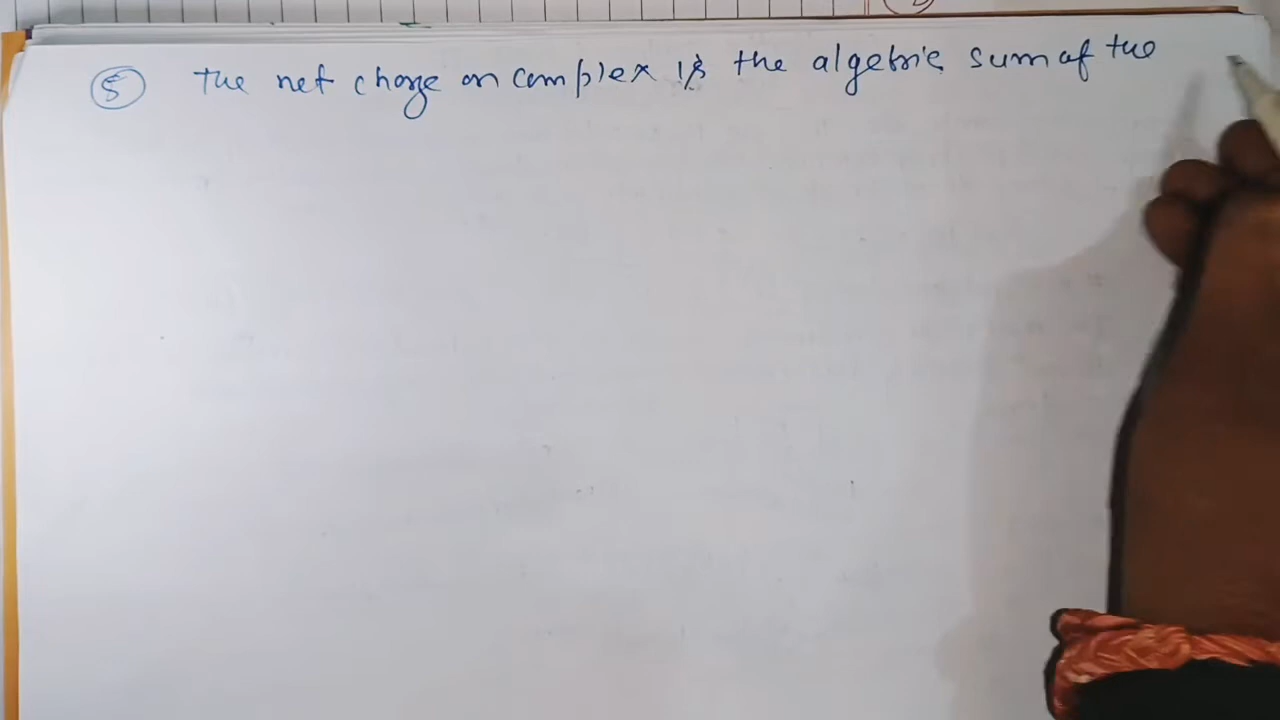 ⑤ The net charge on complex is the algebric sum of the